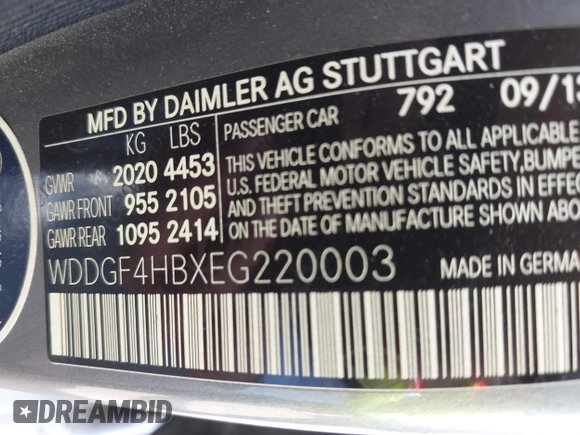 MFD BY DAIMLER AG STUTTGART
KG LBS
PASSENGER CAR 792 09/13
GVWR 2020 4453
GAWR FRONT 955 2105
GAWR REAR 1095 2414
THIS VEHICLE CONFORMS TO ALL APPLICABLE
U.S. FEDERAL MOTOR VEHICLE SAFETY, BUMPE
AND THEFT PREVENTION STANDARDS IN EFFEC
ON THE DATE OF MANUFACTURE SHOWN ABO
WDDGF4HBXEG220003
MADE IN GERMA
DREAMBID